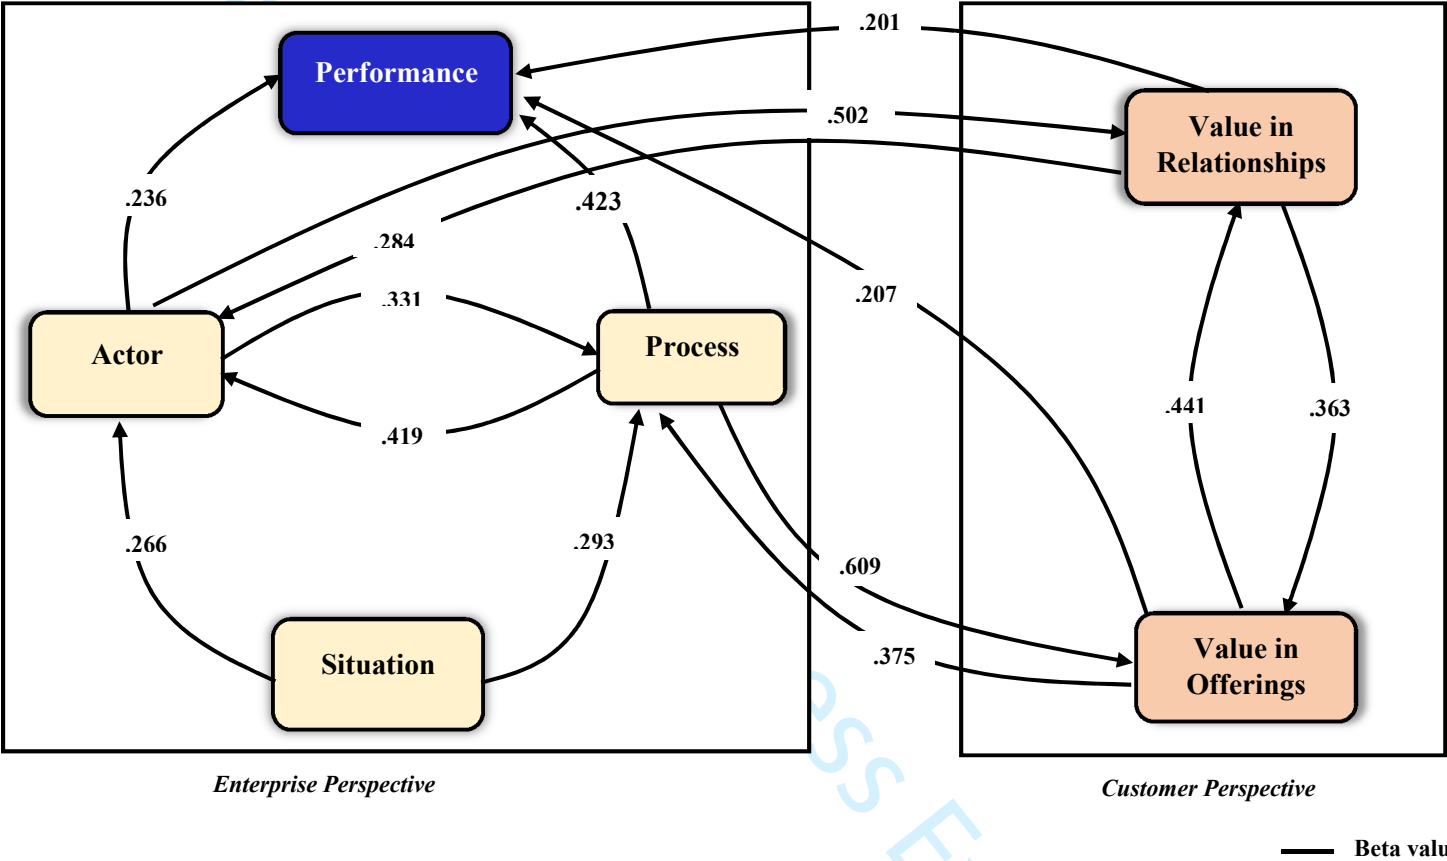 .201
Performance
.502
Value in
Relationships
.236
.423
.284
.331
.207
Actor
Process
.441
.363
.419
.266
.293
.609
Value in
Offerings
.375
Situation
ess
Enterprise Perspective
Customer Perspective
Beta valu